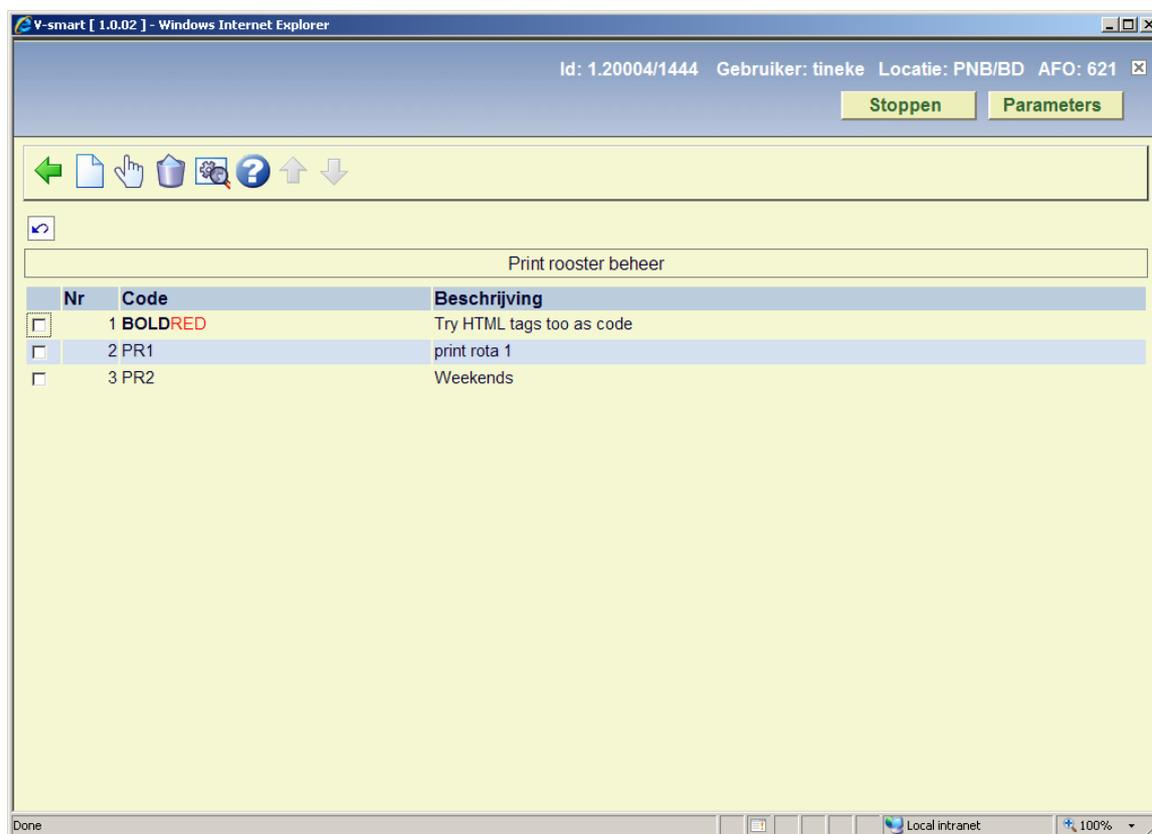 V-smart [ 1.0.02 ] - Windows Internet Explorer
Id: 1.20004/1444 Gebruiker: tineke Locatie: PNB/BD AFO: 621
Stoppen Parameters
Print rooster beheer
Nr Code Beschrijving
1 BOLDRED Try HTML tags too as code
2 PR1 print rota 1
3 PR2 Weekends
Done Local intranet 100%